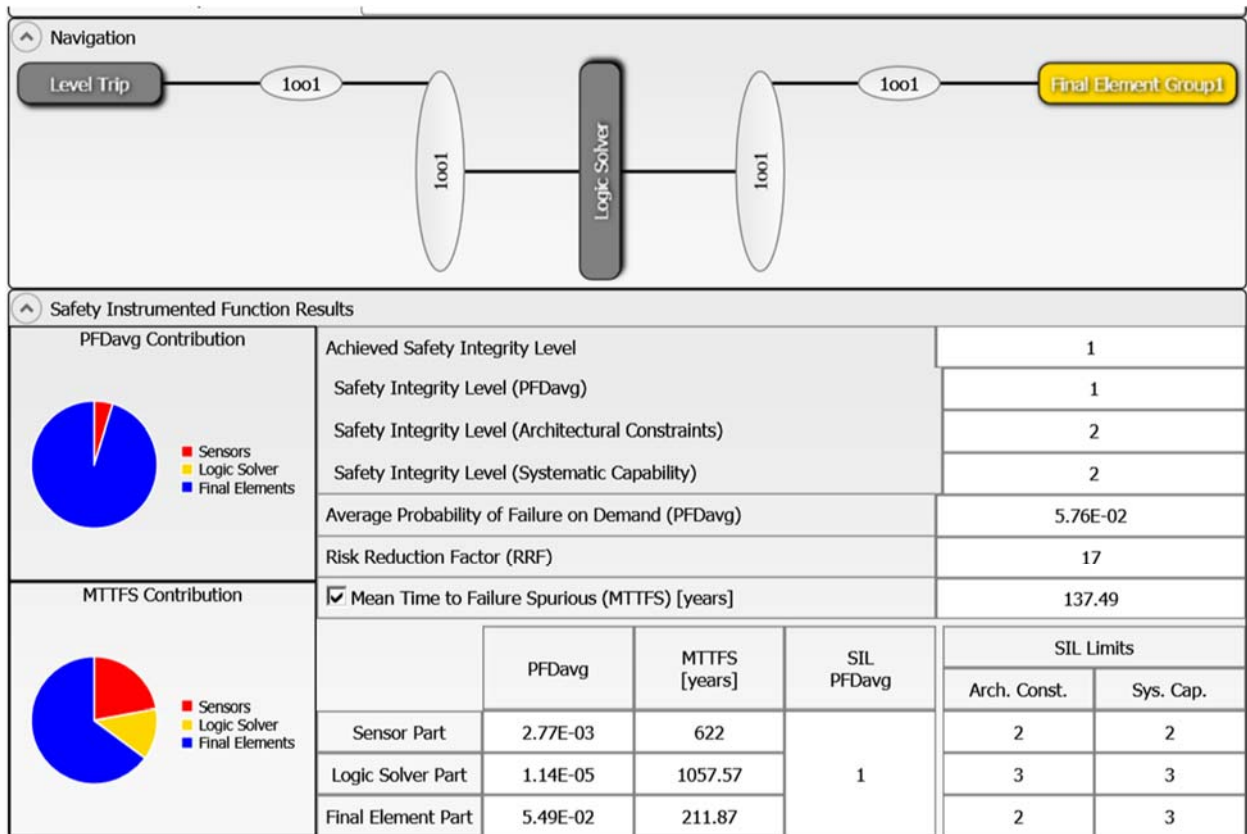 Navigation
Level Trip
1oo1
1oo1
Logic Solver
1oo1
1oo1
Final Element Group1
Safety Instrumented Function Results
PFDavg Contribution
Sensors
Logic Solver
Final Elements
Achieved Safety Integrity Level 1
Safety Integrity Level (PFDavg) 1
Safety Integrity Level (Architectural Constraints) 2
Safety Integrity Level (Systematic Capability) 2
Average Probability of Failure on Demand (PFDavg) 5.76E-02
Risk Reduction Factor (RRF) 17
MTTFS Contribution
Sensors
Logic Solver
Final Elements
Mean Time to Failure Spurious (MTTFS) [years] 137.49
PFDavg MTTFS [years] SIL PFDavg SIL Limits
Arch. Const. Sys. Cap.
Sensor Part 2.77E-03 622 2 2
Logic Solver Part 1.14E-05 1057.57 1 3 3
Final Element Part 5.49E-02 211.87 2 3